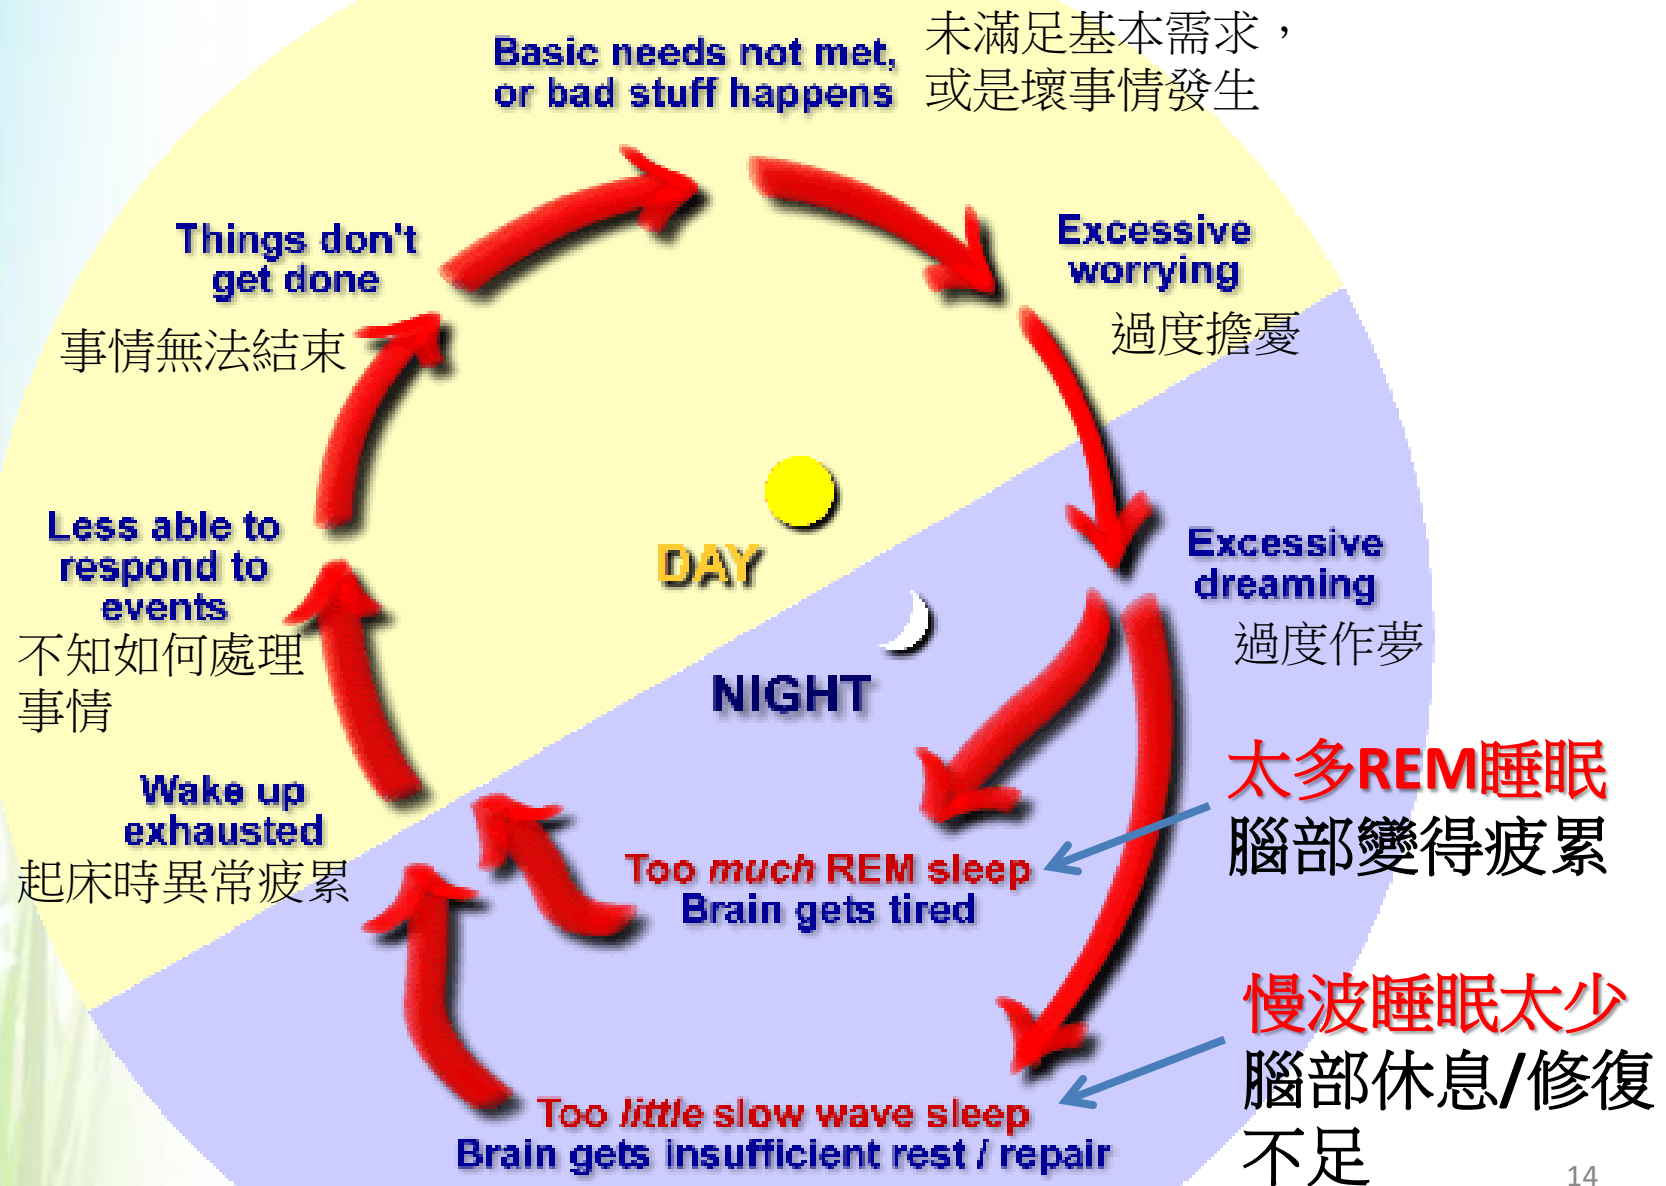 Basic needs not met,
or bad stuff happens
未滿足基本需求，
或是壞事情發生
Excessive
worrying
過度擔憂
Excessive
dreaming
過度作夢
太多REM睡眠
腦部變得疲累
Too much REM sleep
Brain gets tired
慢波睡眠太少
腦部休息/修復
不足
Too little slow wave sleep
Brain gets insufficient rest / repair
Wake up
exhausted
起床時異常疲累
Less able to
respond to
events
不知如何處理
事情
Things don't
get done
事情無法結束
DAY
NIGHT
14